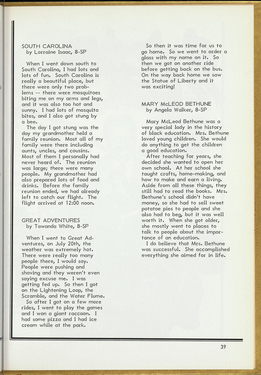 SOUTH CAROLINA
by Lorraine Isaac, 8-SP
When I went down south to
South Carolina, I had lots and
lots of fun. South Carolina is
really a beautiful place, but
there were only two prob-
lems -- there were mosquitoes
biting me on my arms and legs,
and it was also too hot and
sunny. I had lots of mosquito
bites, and I also got stung by
a bee.
The day I got stung was the
day my grandmother held a
family reunion. Most all of my
family were there including
aunts, uncles, and cousins.
Most of them I personally had
never heard of. The reunion
was larger than were many
people. My grandmother had
also prepared lots of food and
drinks. Before the family
reunion ended, we had already
left to catch our flight. The
flight arrived at 12:00 noon.
GREAT ADVENTURES
by Towanda White, 8-SP
When I went to Great Ad-
ventures, on July 20th, the
weather was extremely hot.
There were really too many
people there, I would say.
People were pushing and
shoving and they weren't even
saying excuse me. I was
getting fed up. So then I got
on the Lightening Loop, the
Scramble, and the Water Flume.
So after I got on a few more
rides, I went to play the games
and I won a giant raccoon. I
had some pizza and I had ice
cream while at the park.
So then it was time for us to
go home. So we went to order a
glass with my name on it. So
then we got on another ride
before getting back on the bus.
On the way back home we saw
the Statue of Liberty and it
was exciting!
MARY McLEOD BETHUNE
by Angela Walker, 8-SP
Mary McLeod Bethune was a
very special lady in the history
of black education. Mrs. Bethune
loved young children. She would
do anything to get the children
a good education.
After teaching for years, she
decided she wanted to open her
own school. At her school she
taught crafts, home-making, and
how to make and earn a living.
Aside from all these things, they
still had to read the books. Mrs.
Bethune's school didn't have
money, so she had to sell sweet
potatoe pies to people and she
also had to beg, but it was well
worth it. When she got older,
she mostly went to places to
talk to people about the impor-
tance of an education.
I do believe that Mrs. Bethune
was successful. She accomplished
everything she aimed for in life.
39